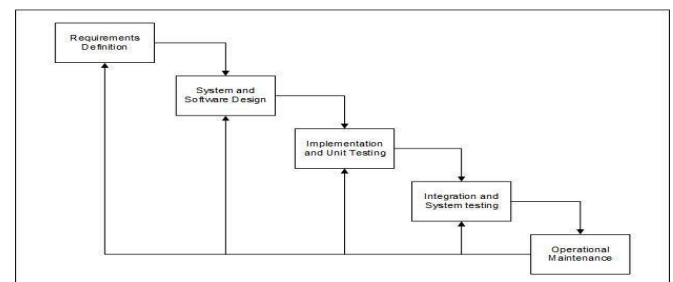 Requirements
Definition
System and
Software Design
Implementation
and Unit Testing
Integration and
System testing
Operational
Maintenance